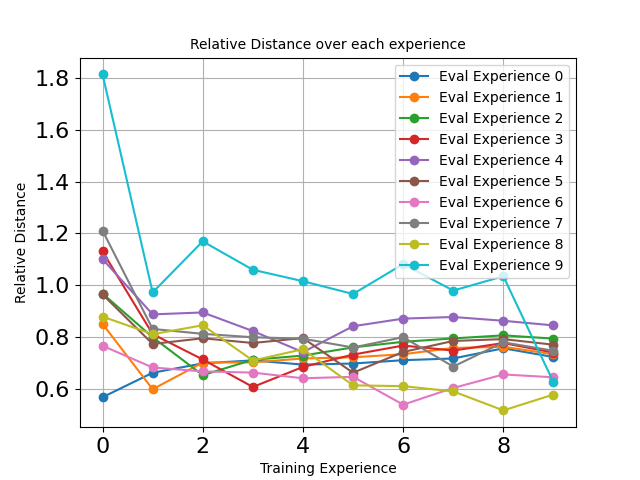 Relative Distance over each experience
Relative Distance
1.8
1.6
1.4
1.2
1.0
0.8
0.6
Eval Experience 0
Eval Experience 1
Eval Experience 2
Eval Experience 3
Eval Experience 4
Eval Experience 5
Eval Experience 6
Eval Experience 7
Eval Experience 8
Eval Experience 9
0 2 4 6 8
Training Experience